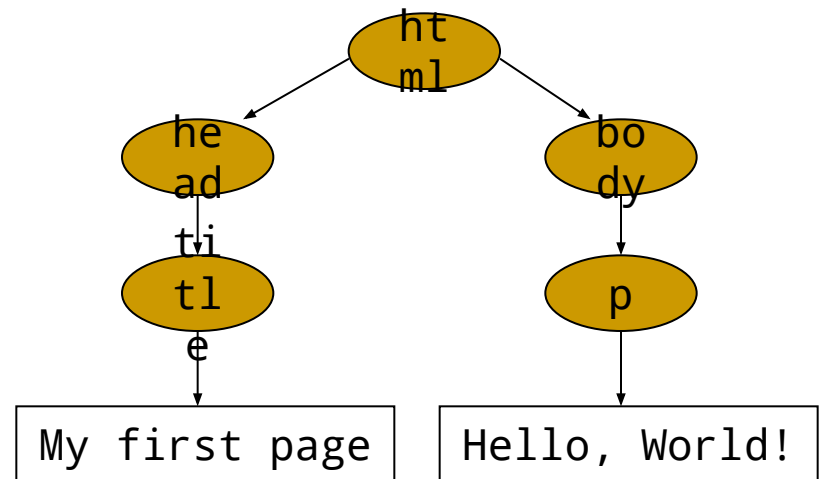 ht
ml
he
ad
bo
dy
ti
tl
e
p
My first page
Hello, World!